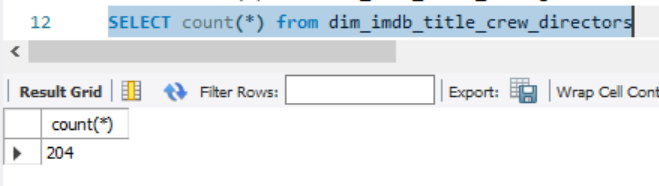 12 SELECT count(*) from dim_imdb_title_crew_directors
Result Grid Filter Rows: Export: Wrap Cell Cont
count(*)
204